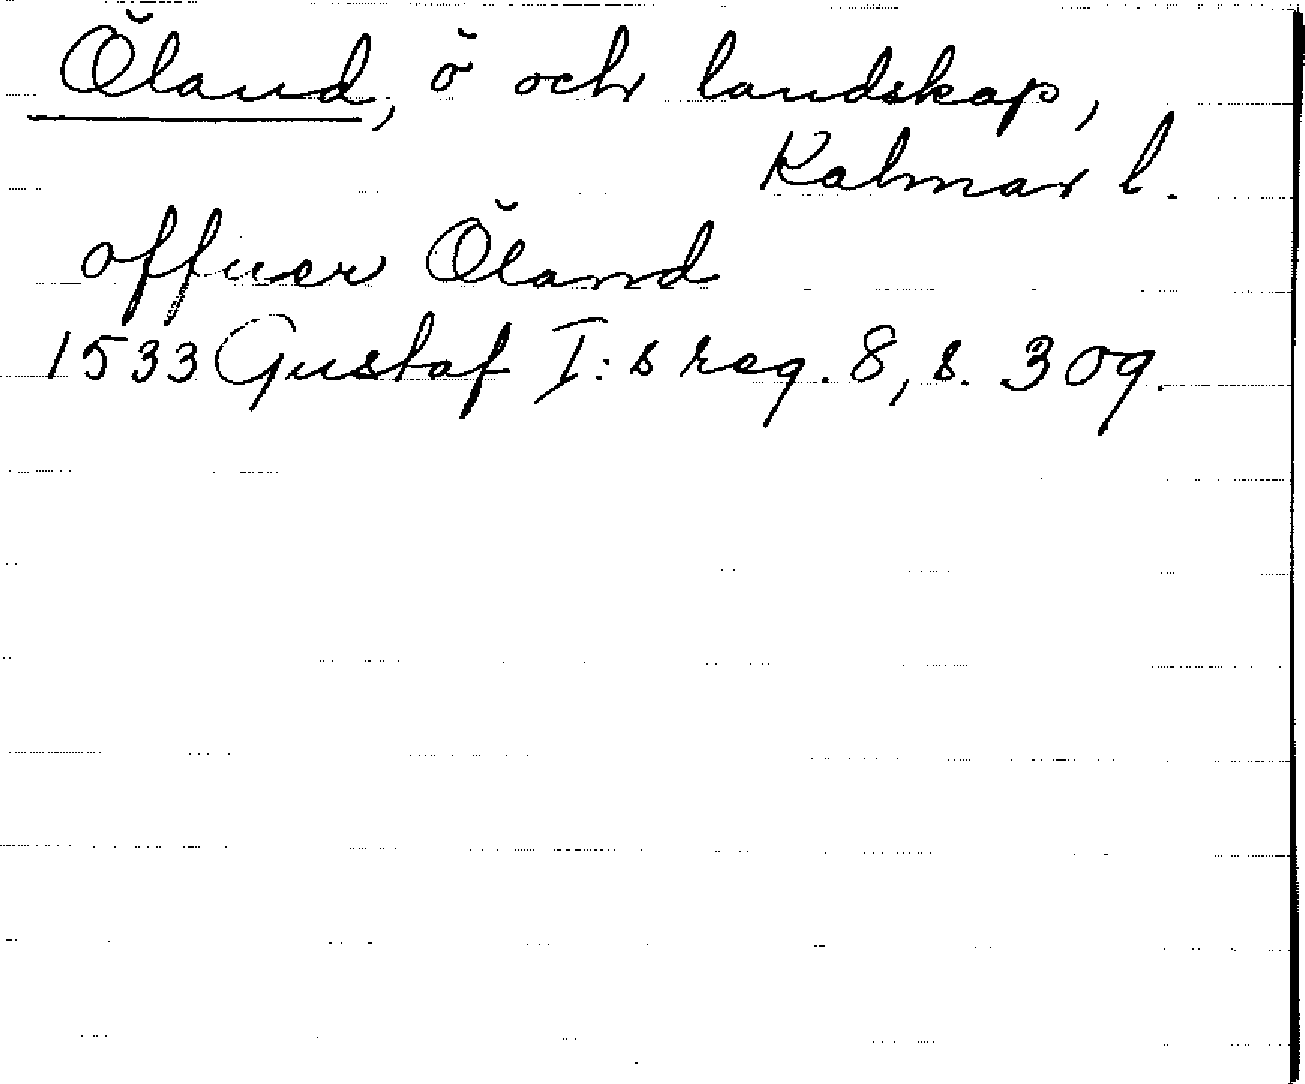 Öland, ö och landskap,
Kalmar l.
offuer Öland
1533 Gustaf I:s reg. 8, s. 309.